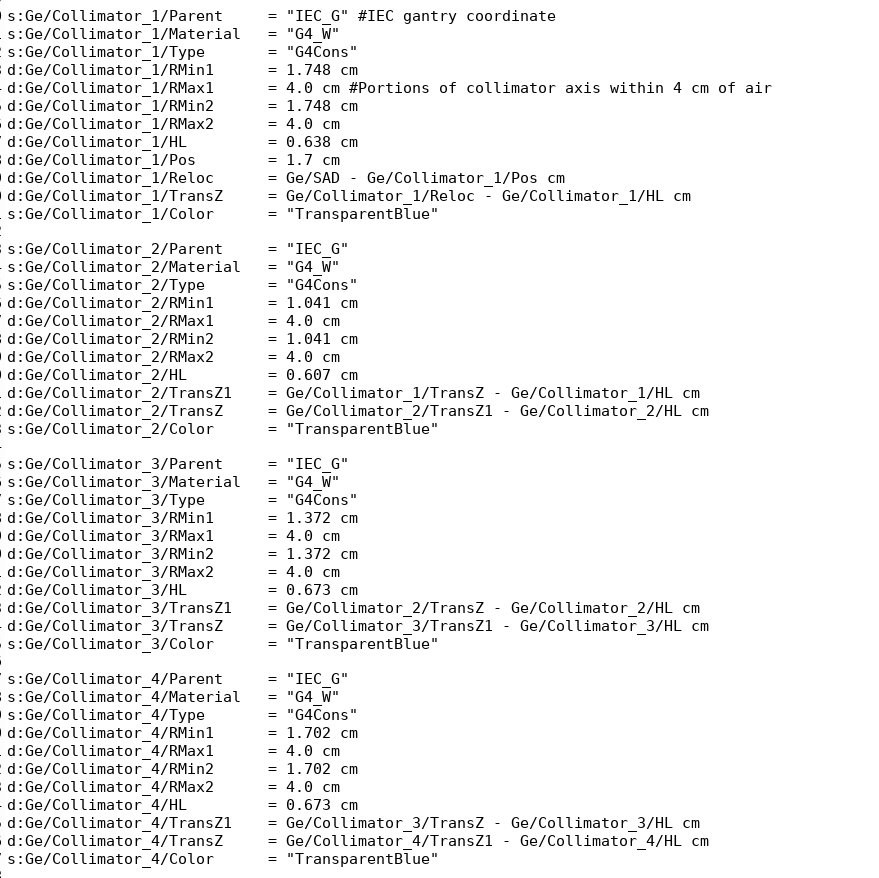 s:Ge/Collimator_1/Parent     = "IEC_G" #IEC gantry coordinate
s:Ge/Collimator_1/Material   = "G4_W"
s:Ge/Collimator_1/Type       = "G4Cons"
d:Ge/Collimator_1/RMin1      = 1.748 cm
d:Ge/Collimator_1/RMax1      = 4.0 cm #Portions of collimator axis within 4 cm of air
d:Ge/Collimator_1/RMin2      = 1.748 cm
d:Ge/Collimator_1/RMax2      = 4.0 cm
d:Ge/Collimator_1/HL         = 0.638 cm
d:Ge/Collimator_1/Pos        = 1.7 cm
d:Ge/Collimator_1/Reloc      = Ge/SAD - Ge/Collimator_1/Pos cm
d:Ge/Collimator_1/TransZ     = Ge/Collimator_1/Reloc - Ge/Collimator_1/HL cm
s:Ge/Collimator_1/Color      = "TransparentBlue"
s:Ge/Collimator_2/Parent     = "IEC_G"
s:Ge/Collimator_2/Material   = "G4_W"
s:Ge/Collimator_2/Type       = "G4Cons"
d:Ge/Collimator_2/RMin1      = 1.041 cm
d:Ge/Collimator_2/RMax1      = 4.0 cm
d:Ge/Collimator_2/RMin2      = 1.041 cm
d:Ge/Collimator_2/RMax2      = 4.0 cm
d:Ge/Collimator_2/HL         = 0.607 cm
d:Ge/Collimator_2/TransZ1    = Ge/Collimator_1/TransZ - Ge/Collimator_1/HL cm
d:Ge/Collimator_2/TransZ     = Ge/Collimator_2/TransZ1 - Ge/Collimator_2/HL cm
s:Ge/Collimator_2/Color      = "TransparentBlue"
s:Ge/Collimator_3/Parent     = "IEC_G"
s:Ge/Collimator_3/Material   = "G4_W"
s:Ge/Collimator_3/Type       = "G4Cons"
d:Ge/Collimator_3/RMin1      = 1.372 cm
d:Ge/Collimator_3/RMax1      = 4.0 cm
d:Ge/Collimator_3/RMin2      = 1.372 cm
d:Ge/Collimator_3/RMax2      = 4.0 cm
d:Ge/Collimator_3/HL         = 0.673 cm
d:Ge/Collimator_3/TransZ1    = Ge/Collimator_2/TransZ - Ge/Collimator_2/HL cm
d:Ge/Collimator_3/TransZ     = Ge/Collimator_3/TransZ1 - Ge/Collimator_3/HL cm
s:Ge/Collimator_3/Color      = "TransparentBlue"
s:Ge/Collimator_4/Parent     = "IEC_G"
s:Ge/Collimator_4/Material   = "G4_W"
s:Ge/Collimator_4/Type       = "G4Cons"
d:Ge/Collimator_4/RMin1      = 1.702 cm
d:Ge/Collimator_4/RMax1      = 4.0 cm
d:Ge/Collimator_4/RMin2      = 1.702 cm
d:Ge/Collimator_4/RMax2      = 4.0 cm
d:Ge/Collimator_4/HL         = 0.673 cm
d:Ge/Collimator_4/TransZ1    = Ge/Collimator_3/TransZ - Ge/Collimator_3/HL cm
d:Ge/Collimator_4/TransZ     = Ge/Collimator_4/TransZ1 - Ge/Collimator_4/HL cm
s:Ge/Collimator_4/Color      = "TransparentBlue"